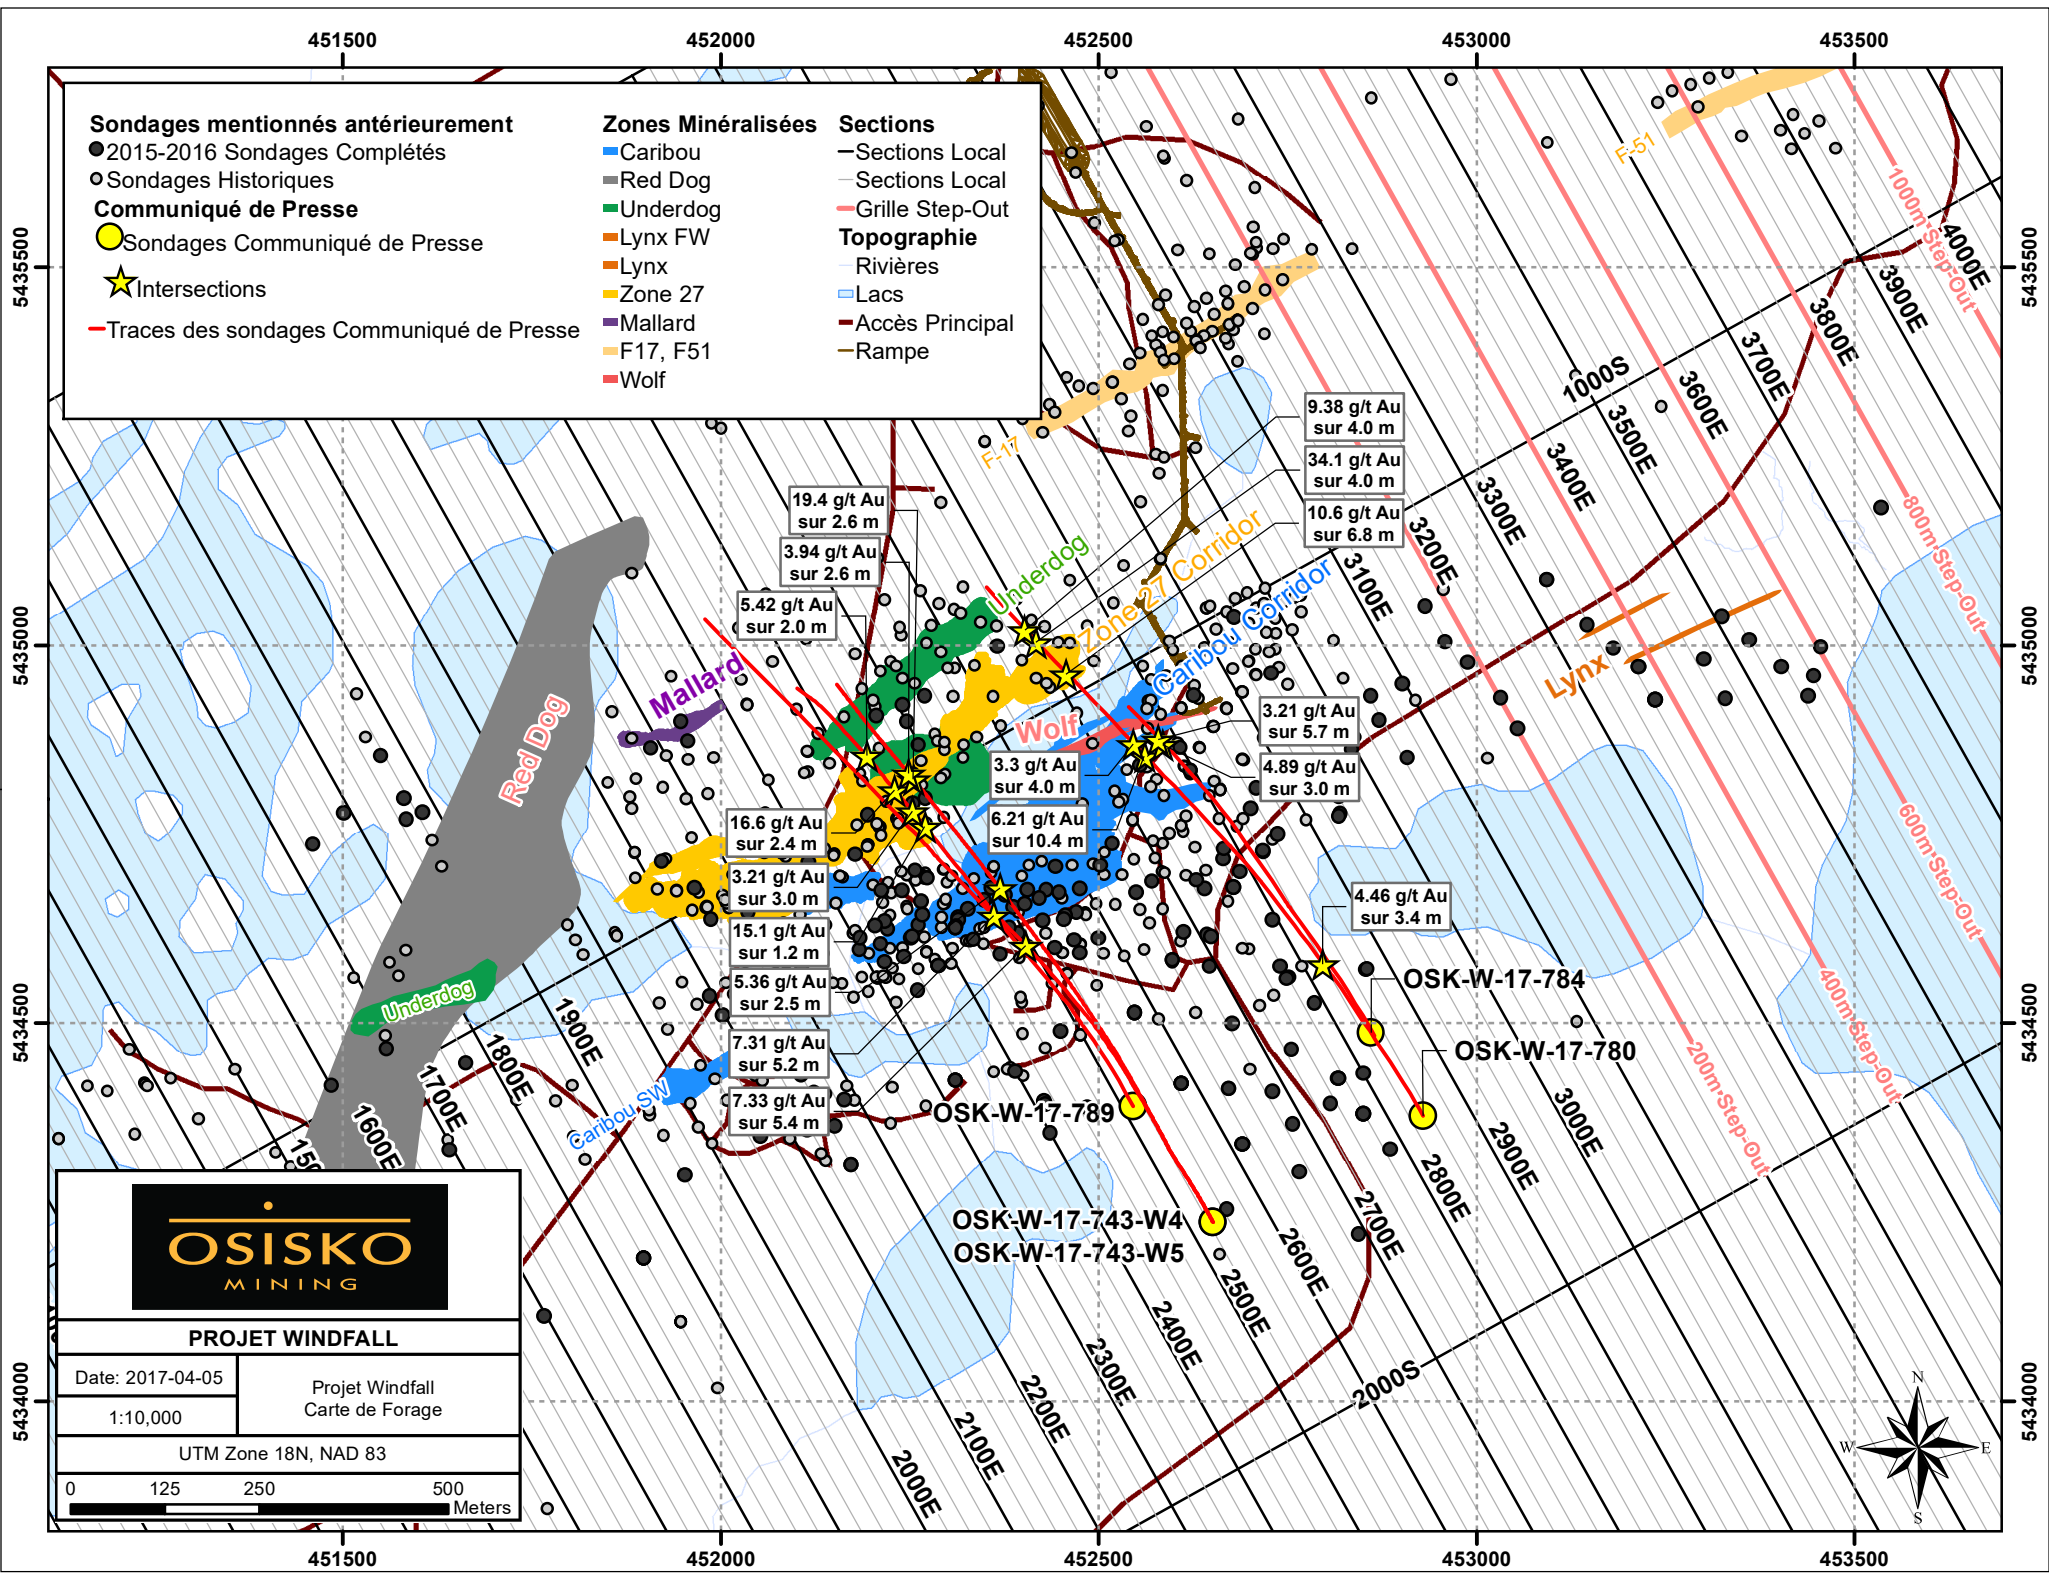 451500
452000
452500
453000
453500
Sondages mentionnés antérieurement
2015-2016 Sondages Complétés
Sondages Historiques
Communiqué de Presse
Sondages Communiqué de Presse
Intersections
Traces des sondages Communiqué de Presse
Zones Minéralisées
Caribou
Red Dog
Underdog
Lynx FW
Lynx
Zone 27
Mallard
F17, F51
Wolf
Sections
Sections Local
Sections Local
Grille Step-Out
Topographie
Rivières
Lacs
Accès Principal
Rampe
5435500
5435500
5435000
5435000
5434500
5434500
5434000
5434000
F-51
F-17
1000m Step-Out
800m Step-Out
600m Step-Out
400m Step-Out
200m Step-Out
4000E
3900E
3800E
3700E
3600E
3500E
3400E
3300E
3200E
3100E
1000S
9.38 g/t Au
sur 4.0 m
34.1 g/t Au
sur 4.0 m
10.6 g/t Au
sur 6.8 m
19.4 g/t Au
sur 2.6 m
3.94 g/t Au
sur 2.6 m
5.42 g/t Au
sur 2.0 m
Underdog
Zone 27 Corridor
Caribou Corridor
Mallard
Red Dog
Wolf
Lynx
3.21 g/t Au
sur 5.7 m
3.3 g/t Au
sur 4.0 m
4.89 g/t Au
sur 3.0 m
6.21 g/t Au
sur 10.4 m
16.6 g/t Au
sur 2.4 m
3.21 g/t Au
sur 3.0 m
4.46 g/t Au
sur 3.4 m
15.1 g/t Au
sur 1.2 m
5.36 g/t Au
sur 2.5 m
7.31 g/t Au
sur 5.2 m
7.33 g/t Au
sur 5.4 m
OSK-W-17-784
OSK-W-17-780
OSK-W-17-789
OSK-W-17-743-W4
OSK-W-17-743-W5
Underdog
Caribou SW
1600E
1700E
1800E
1900E
2000E
2100E
2200E
2300E
2400E
2500E
2600E
2700E
2800E
2900E
3000E
2000S
OSISKO
MINING
PROJET WINDFALL
Date: 2017-04-05
1:10,000
Projet Windfall
Carte de Forage
UTM Zone 18N, NAD 83
0 125 250 500
Meters
N
W
E
S
451500
452000
452500
453000
453500